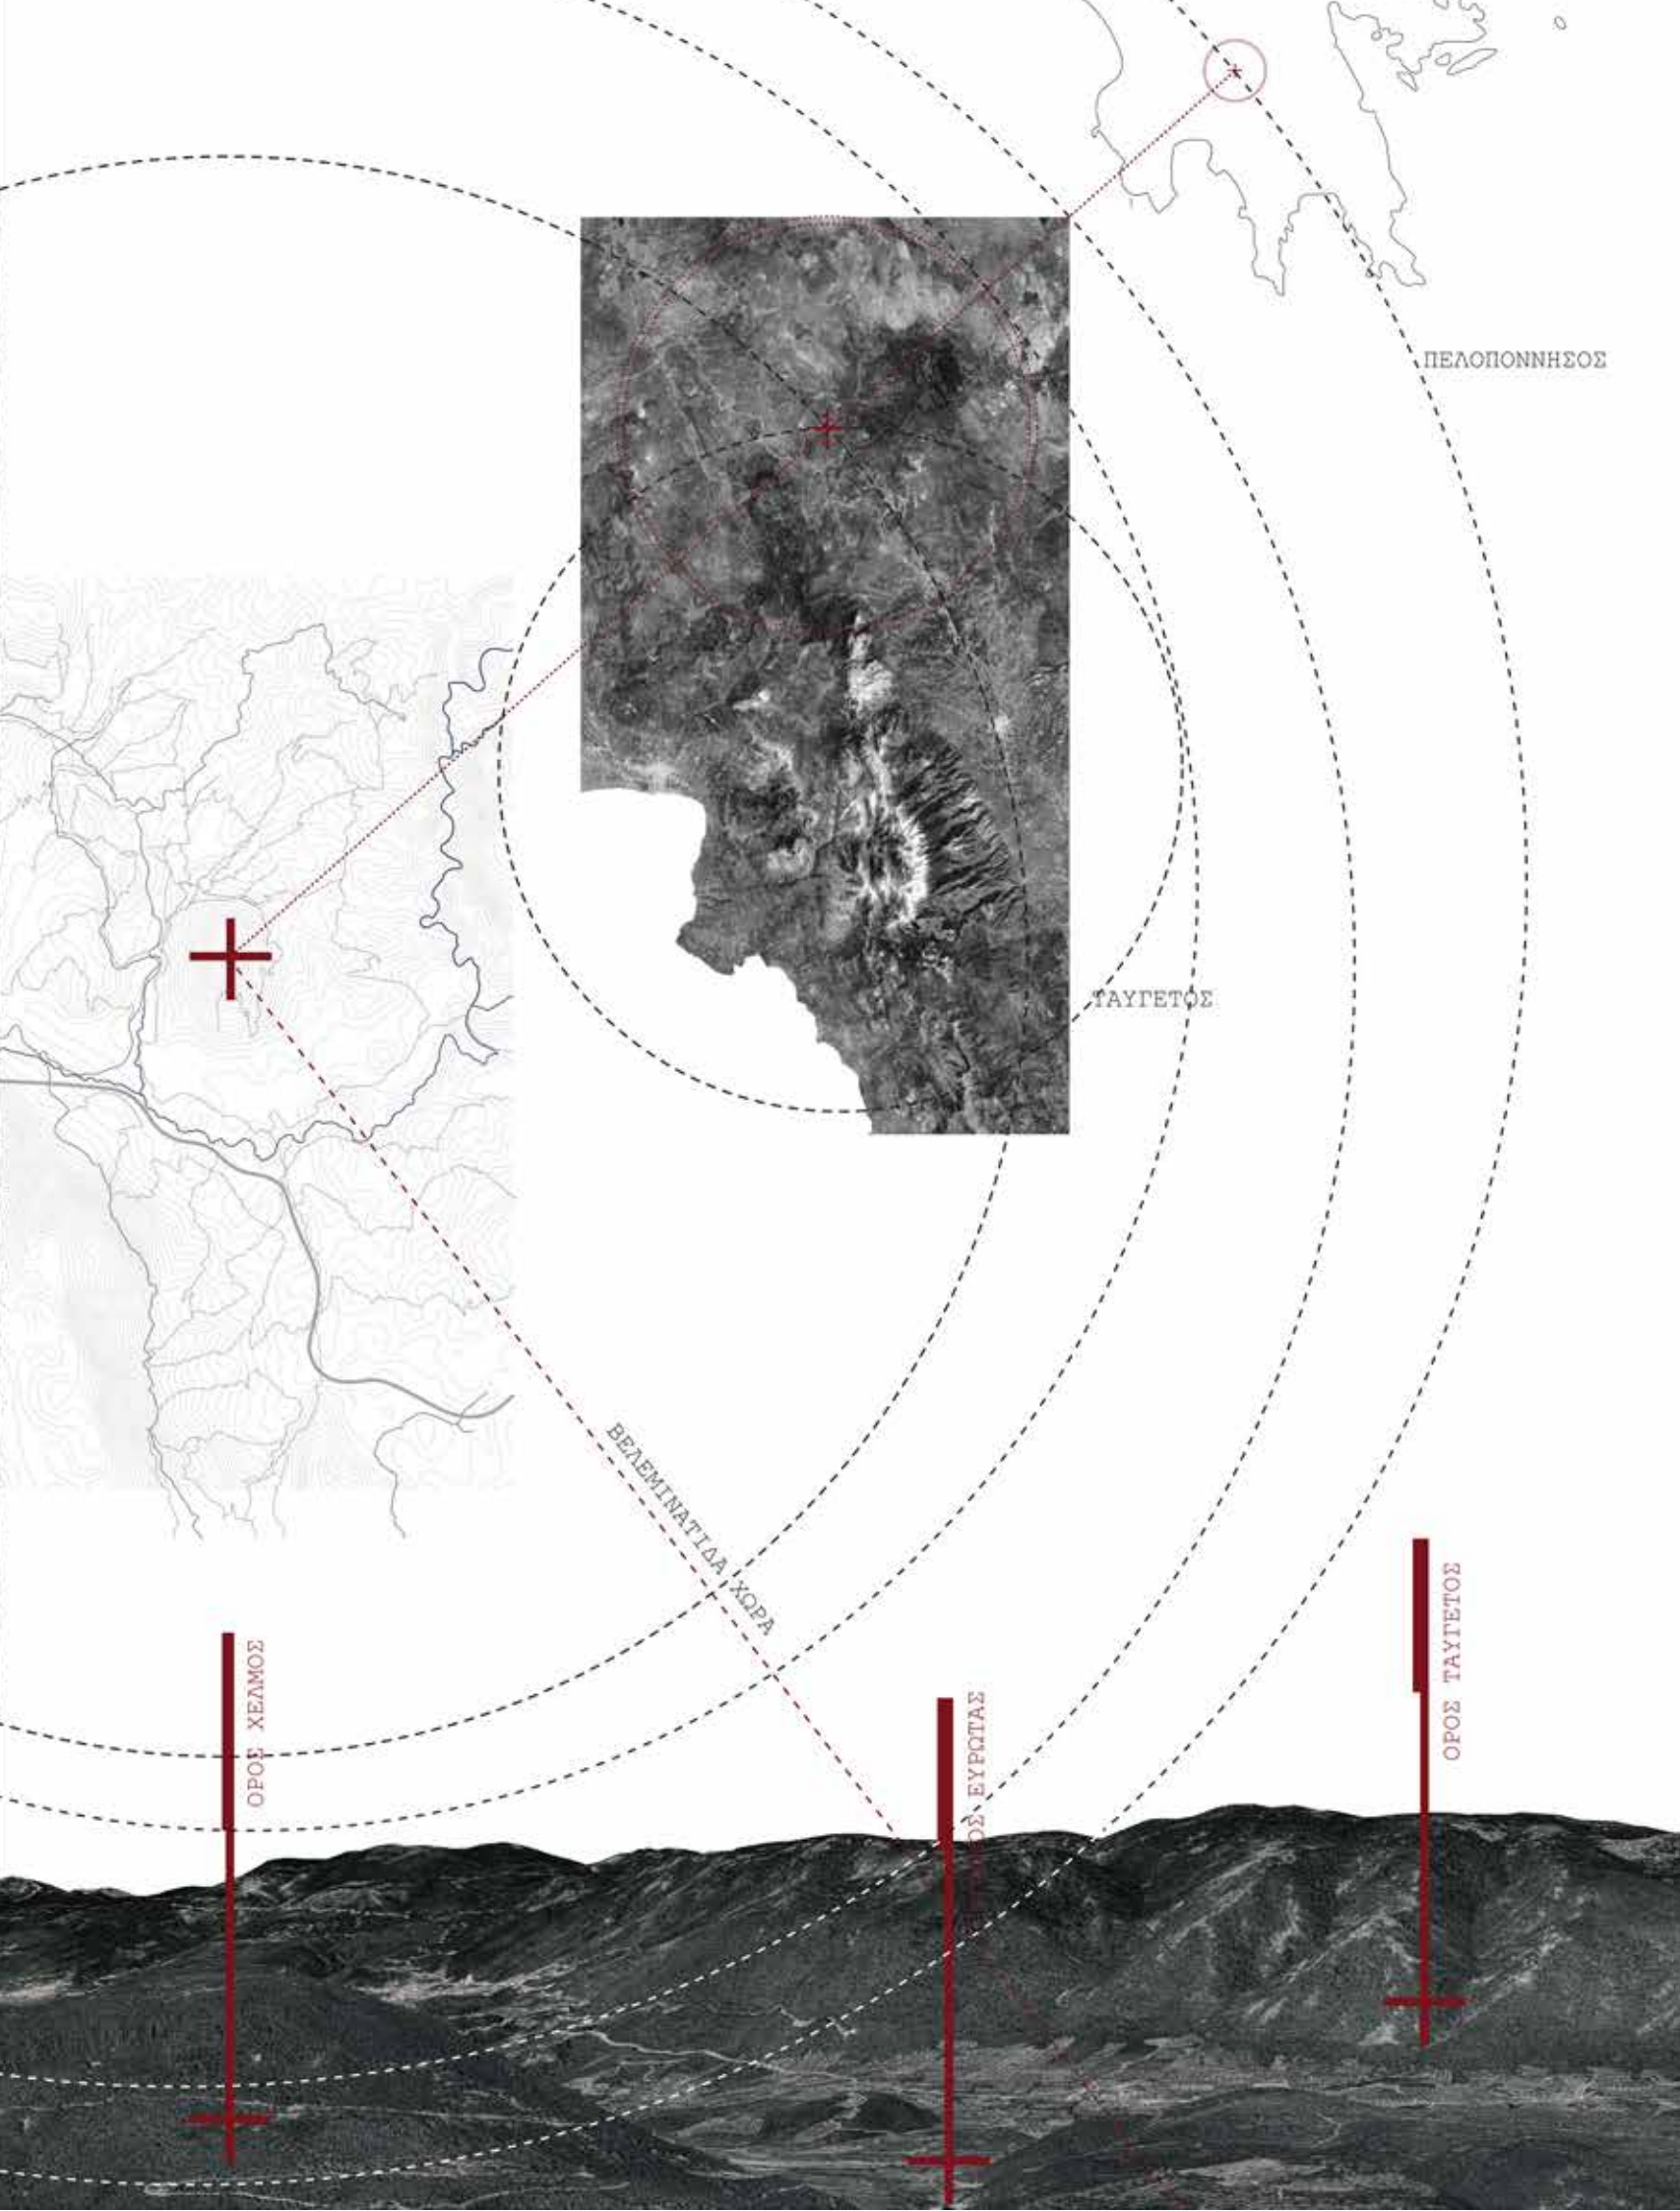 ΠΕΛΟΠΟΝΝΗΣΟΣ
ΤΑΥΓΕΤΟΣ
ΒΕΛΕΜΙΝΑΤΙΔΑ ΧΩΡΑ
ΟΡΟΣ ΧΕΛΜΟΣ
ΕΥΡΩΤΑΣ
ΟΡΟΣ ΤΑΥΓΕΤΟΣ